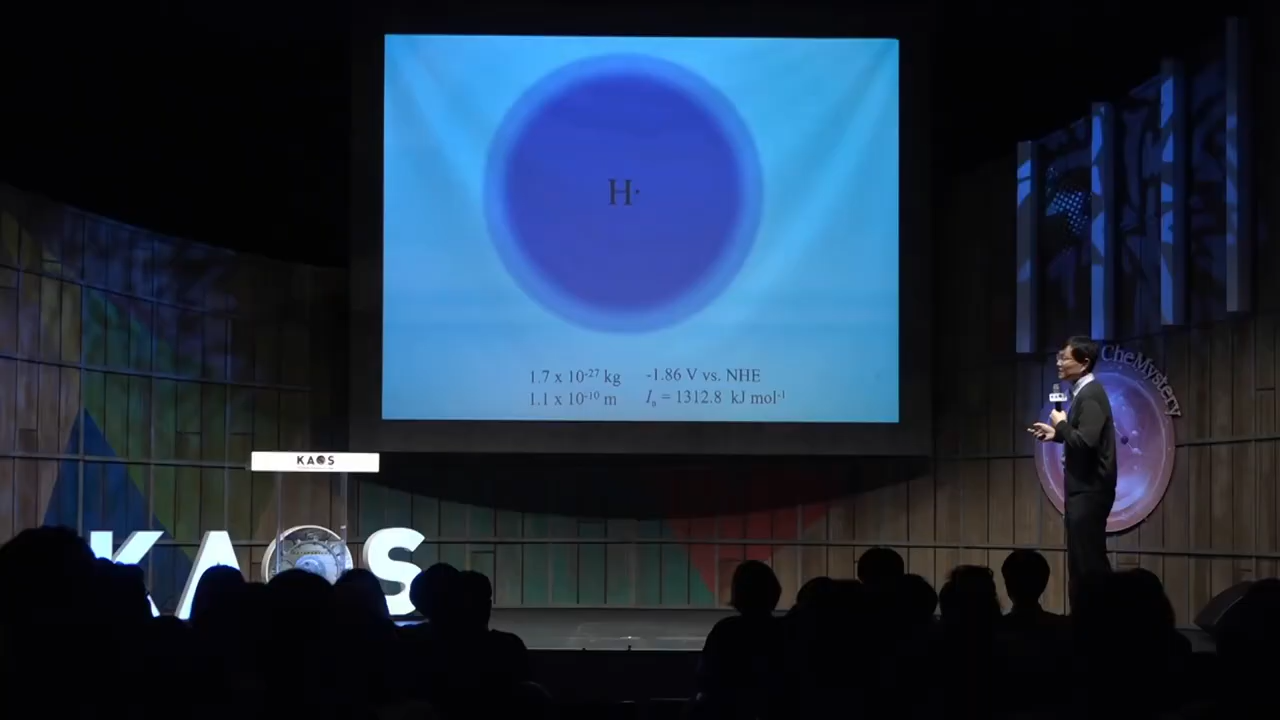 H·
1.7 x 10⁻²⁷ kg
-1.86 V vs. NHE
1.1 x 10⁻¹⁰ m
Iₒ = 1312.8 kJ mol⁻¹
CheMystery
KAOS
KAOS